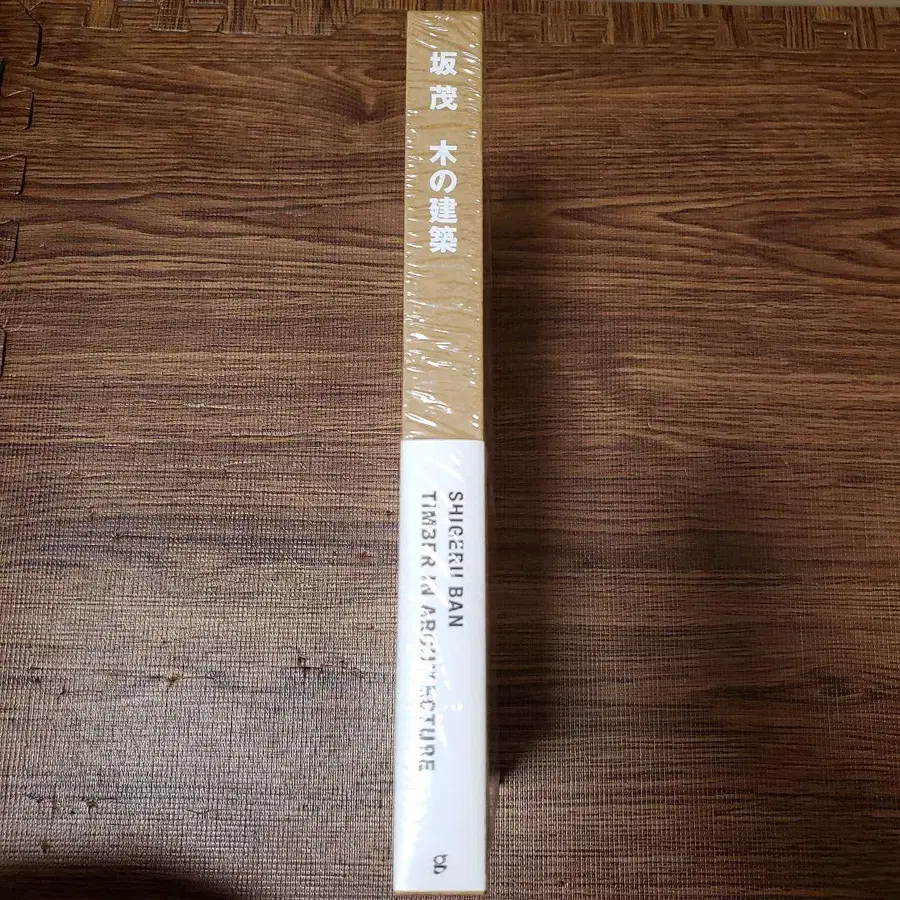 坂 茂 木の建築
SHIGERU BAN
TIMBER IN ARCHITECTURE
g